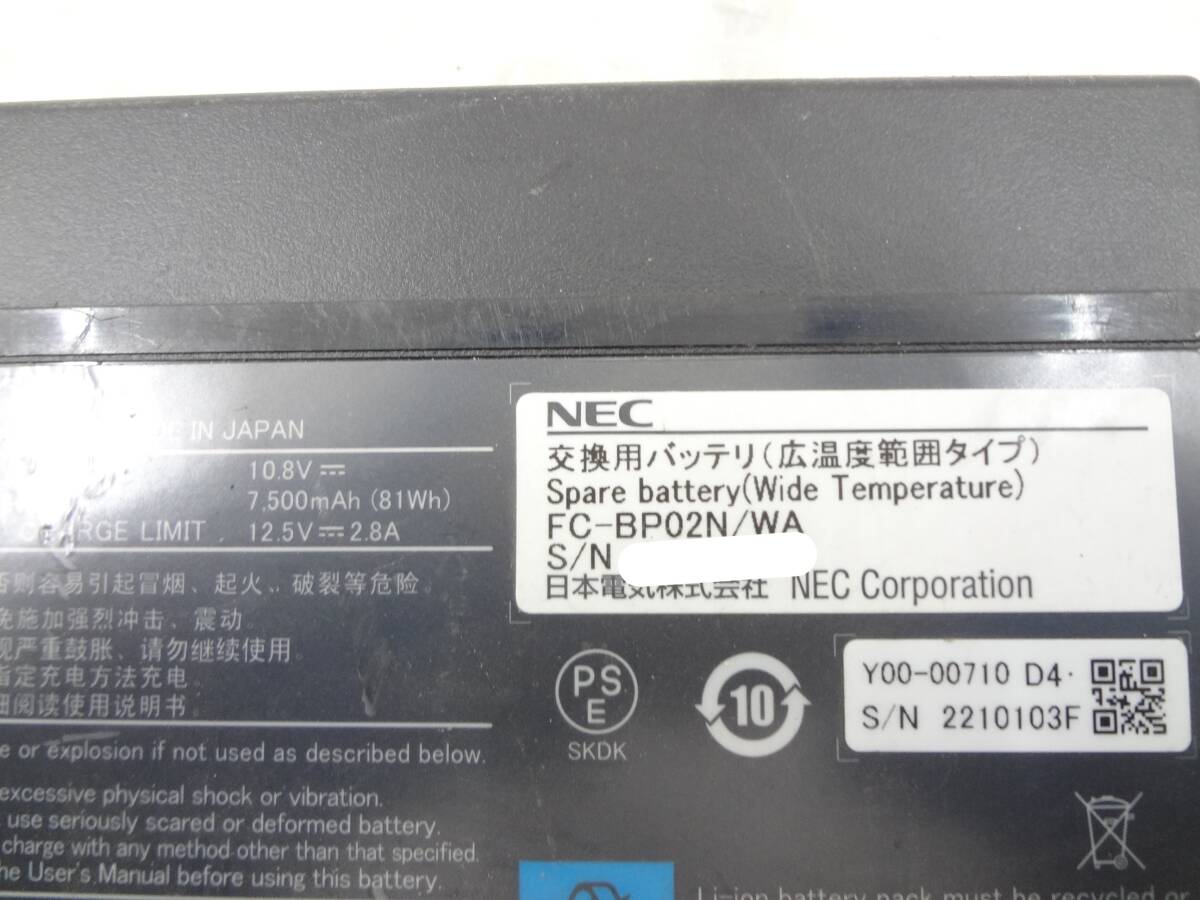 IN JAPAN
10.8V⎓
7,500mAh (81Wh)
LIMIT 12.5V⎓2.8A
否则容易引起冒烟、起火、破裂等危险。
免施加强烈冲击、震动。
现严重鼓胀、请勿继续使用。
指定充电方法充电。
细阅读使用说明书。
e or explosion if not used as described below.
excessive physical shock or vibration.
use seriously scared or deformed battery.
charge with any method other than that specified.
he User's Manual before using this battery.
NEC
交換用バッテリ(広温度範囲タイプ)
Spare battery(Wide Temperature)
FC-BP02N/WA
S/N
日本電気株式会社 NEC Corporation
PS
E
SKDK
10
Y00-00710 D4
S/N 2210103F
Li-ion battery pack must be recycled or